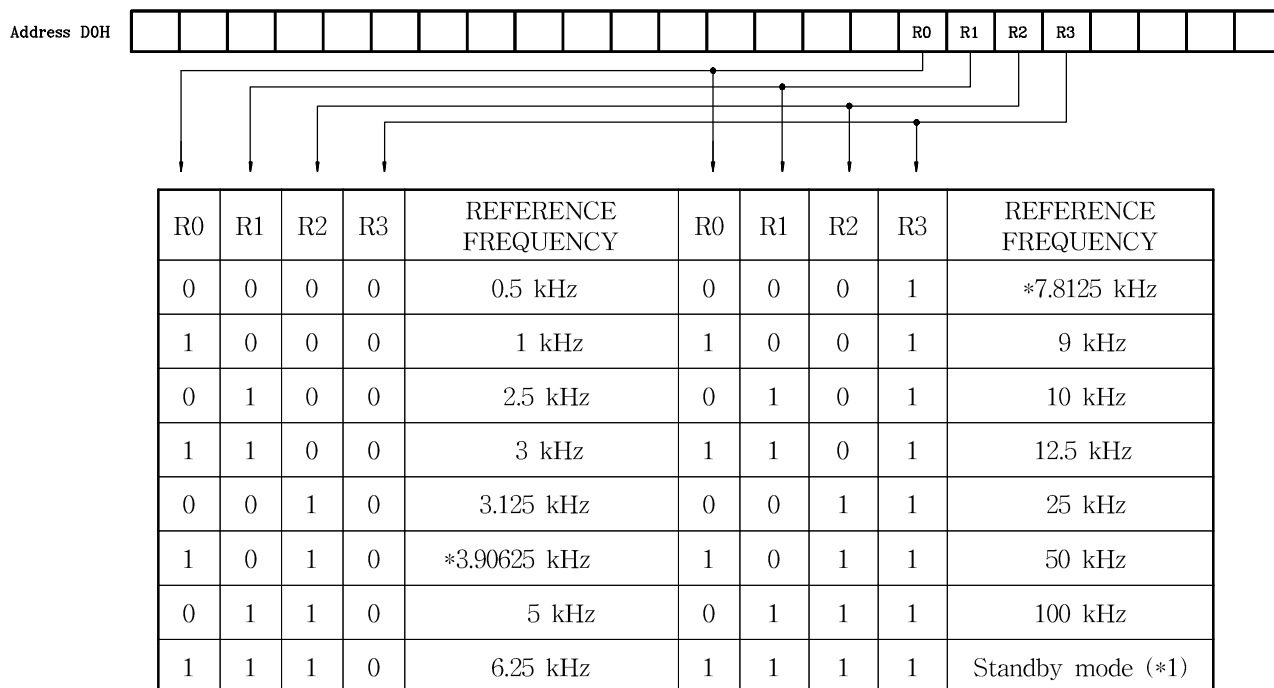 Address D0H R0 R1 R2 R3
R0 R1 R2 R3 REFERENCE FREQUENCY R0 R1 R2 R3 REFERENCE FREQUENCY
0 0 0 0 0.5 kHz 0 0 0 1 *7.8125 kHz
1 0 0 0 1 kHz 1 0 0 1 9 kHz
0 1 0 0 2.5 kHz 0 1 0 1 10 kHz
1 1 0 0 3 kHz 1 1 0 1 12.5 kHz
0 0 1 0 3.125 kHz 0 0 1 1 25 kHz
1 0 1 0 *3.90625 kHz 1 0 1 1 50 kHz
0 1 1 0 5 kHz 0 1 1 1 100 kHz
1 1 1 0 6.25 kHz 1 1 1 1 Standby mode (*1)